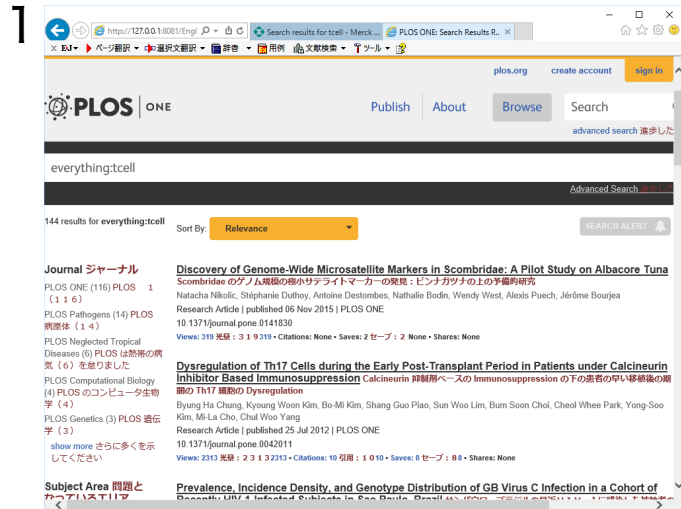 1
http://127.0.0.1:8081/Engl
Search results for tcell - Merck ...
PLOS ONE: Search Results R...
× EJ ページ翻訳 選択文翻訳 辞書 用例 文献検索 ツール
plos.org create account sign in
PLOS ONE
Publish About Browse Search
advanced search 進歩した
everything:tcell
Advanced Search
144 results for everything:tcell
Sort By: Relevance
SEARCH ALERT
Journal ジャーナル
PLOS ONE (116) PLOS 1
(116)
PLOS Pathogens (14) PLOS
病原体 (14)
PLOS Neglected Tropical
Diseases (6) PLOS は熱帯の病
気 (6) を怠りました
PLOS Computational Biology
(4) PLOS のコンピュータ生物
学 (4)
PLOS Genetics (3) PLOS 遺伝
学 (3)
show more さらに多くを示
してください
Subject Area 問題と
なっているエリア
Discovery of Genome-Wide Microsatellite Markers in Scombridae: A Pilot Study on Albacore Tuna
Scombridae のゲノム規模の極小サテライトマーカーの発見：ビンナガツナの上の予備的研究
Natacha Nikolic, Stéphanie Duthoy, Antoine Destombes, Nathalie Bodin, Wendy West, Alexis Puech, Jérôme Bourjea
Research Article | published 06 Nov 2015 | PLOS ONE
10.1371/journal.pone.0141830
Views: 319 光景：319319 • Citations: None • Saves: 2 セーブ：2 None • Shares: None
Dysregulation of Th17 Cells during the Early Post-Transplant Period in Patients under Calcineurin
Inhibitor Based Immunosuppression Calcineurin 抑制剤ベースの Immunosuppression の下の患者の早い移植後の期
間の Th17 細胞の Dysregulation
Byung Ha Chung, Kyoung Woon Kim, Bo-Mi Kim, Shang Guo Piao, Sun Woo Lim, Bum Soon Choi, Cheol Whee Park, Yong-Soo
Kim, Mi-La Cho, Chul Woo Yang
Research Article | published 25 Jul 2012 | PLOS ONE
10.1371/journal.pone.0042011
Views: 2313 光景：23132313 • Citations: 10 引用：1010 • Saves: 8 セーブ：88 • Shares: None
Prevalence, Incidence Density, and Genotype Distribution of GB Virus C Infection in a Cohort of
Recently HIV-1-Infected Subjects in Sao Paulo, Brazil